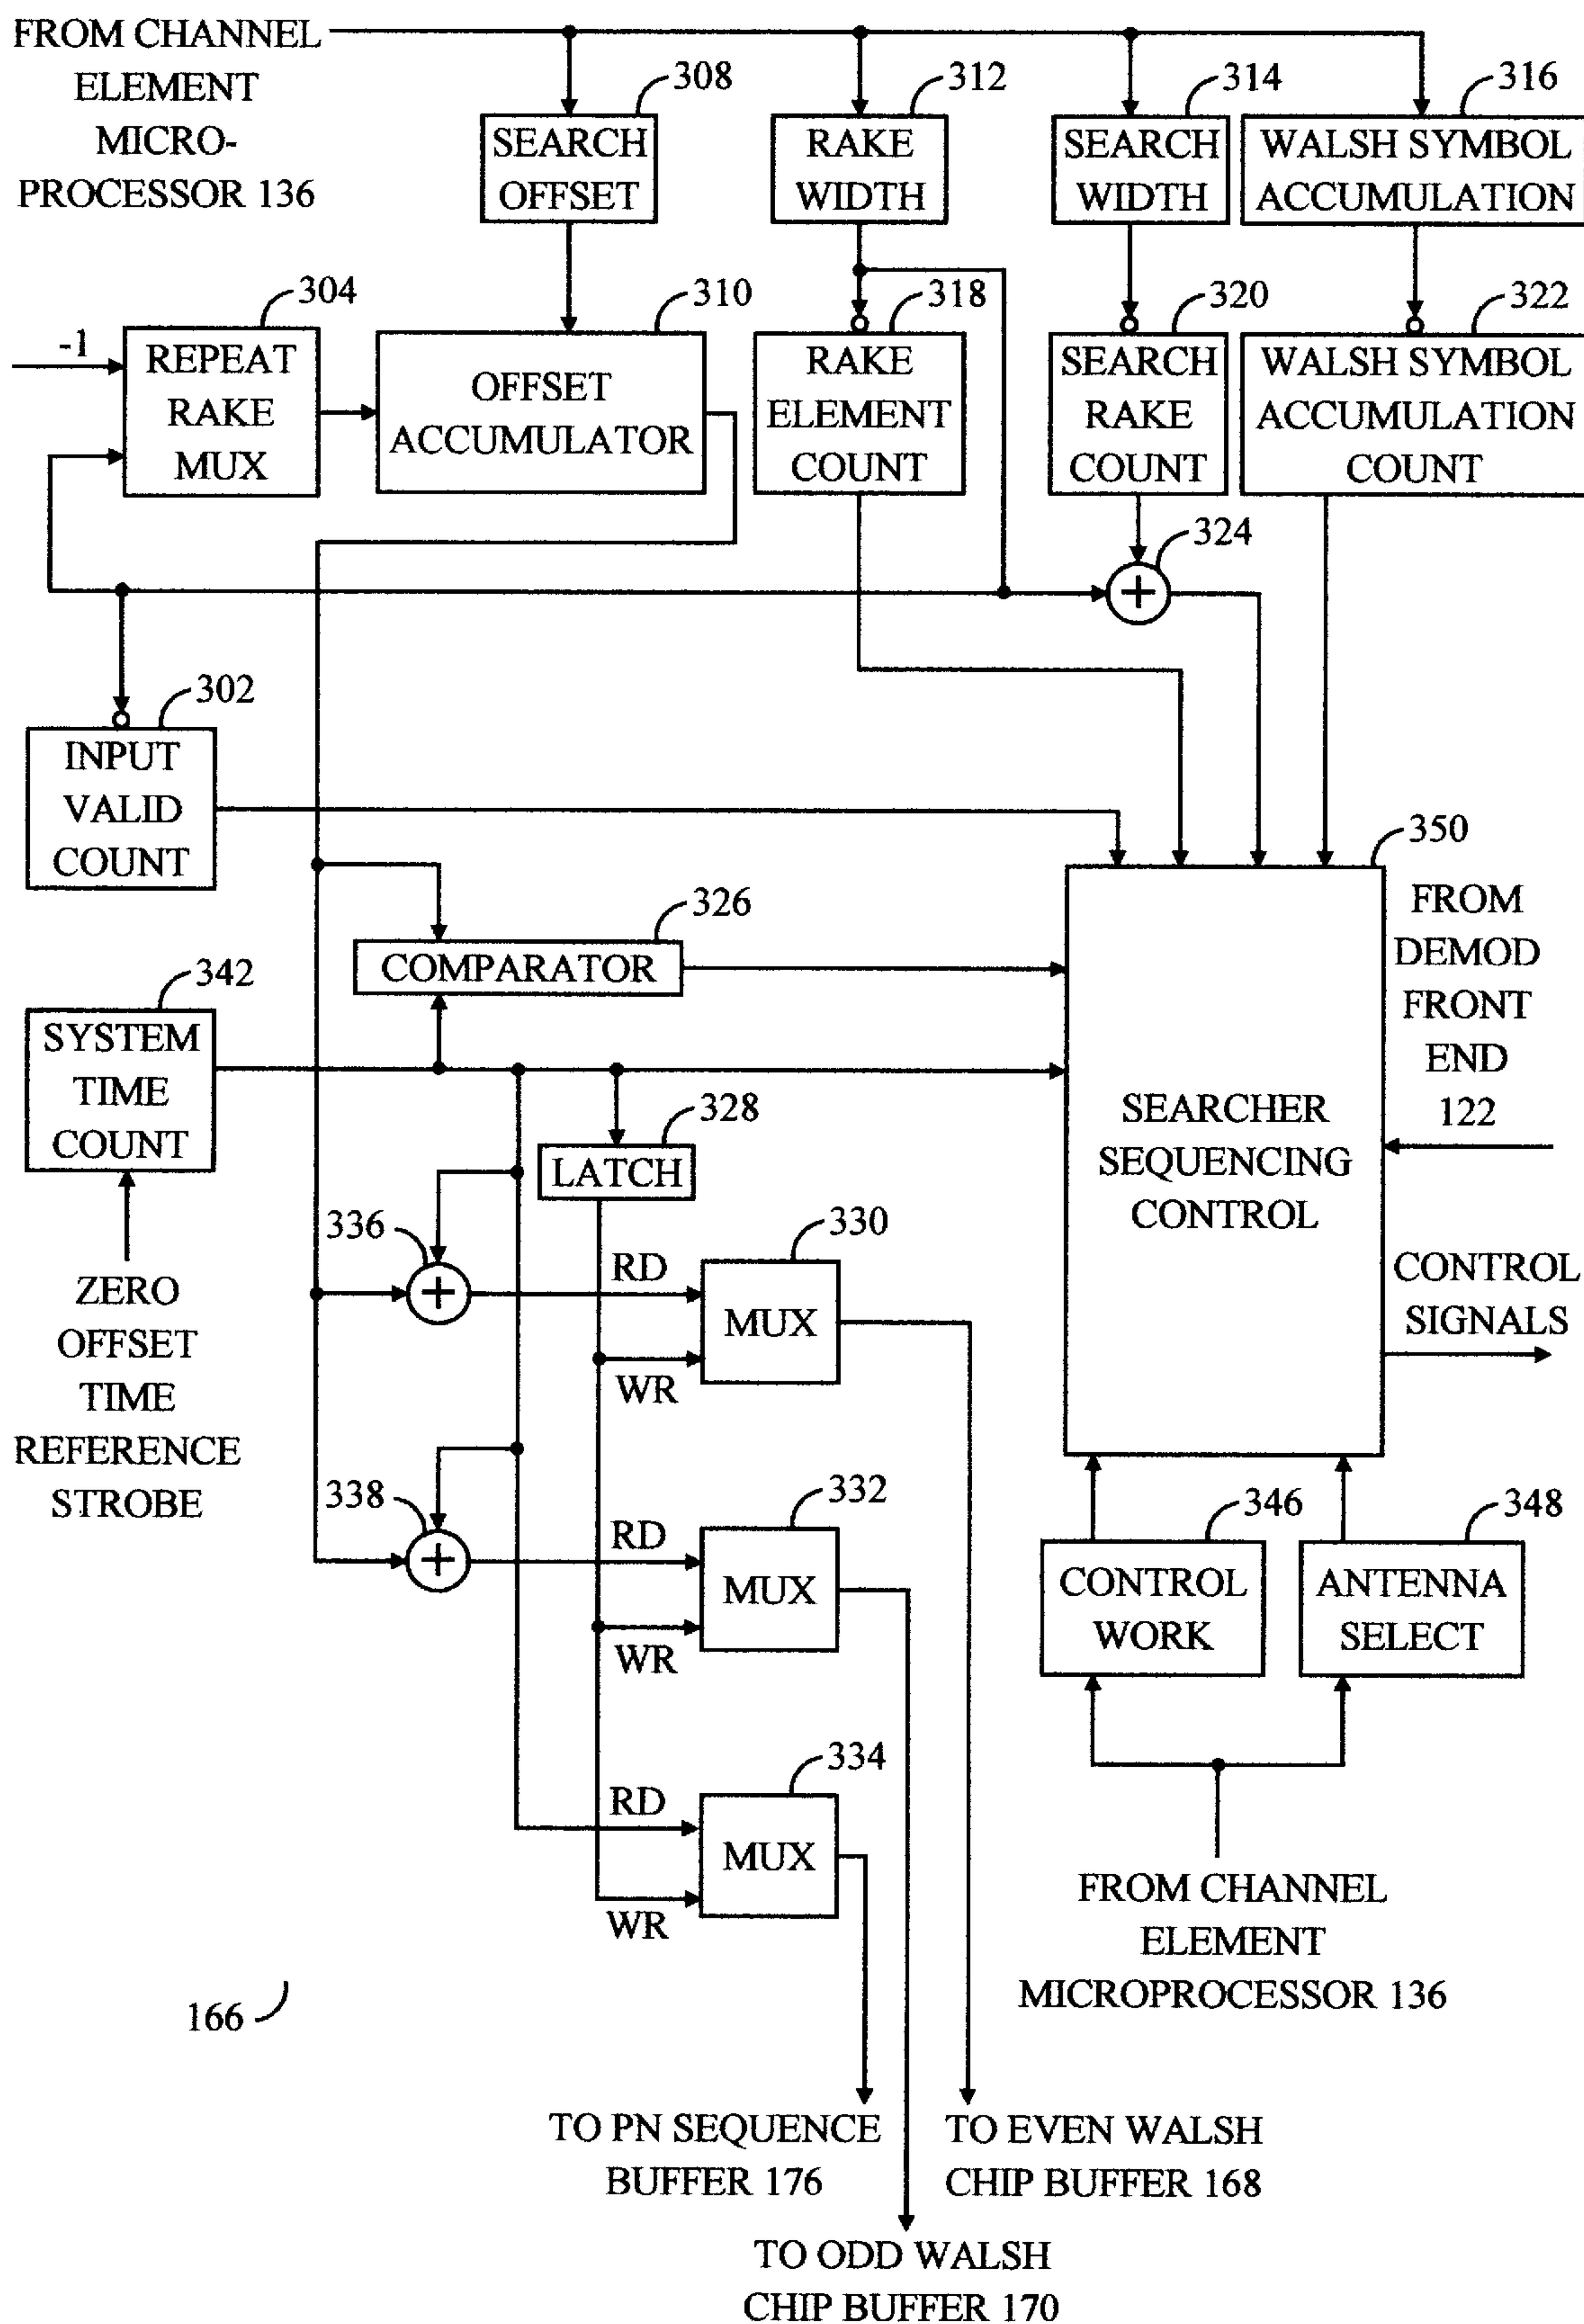 FROM CHANNEL
ELEMENT
MICRO-
PROCESSOR 136
308
312
314
316
SEARCH
OFFSET
RAKE
WIDTH
SEARCH
WIDTH
WALSH SYMBOL
ACCUMULATION
304
310
318
320
322
-1
REPEAT
RAKE
MUX
OFFSET
ACCUMULATOR
RAKE
ELEMENT
COUNT
SEARCH
RAKE
COUNT
WALSH SYMBOL
ACCUMULATION
COUNT
324
+
302
INPUT
VALID
COUNT
350
FROM
DEMOD
FRONT
END
122
326
COMPARATOR
342
SYSTEM
TIME
COUNT
328
LATCH
SEARCHER
SEQUENCING
CONTROL
336
+
RD
330
MUX
WR
CONTROL
SIGNALS
ZERO
OFFSET
TIME
REFERENCE
STROBE
338
+
RD
332
MUX
WR
346
348
CONTROL
WORK
ANTENNA
SELECT
334
RD
MUX
WR
FROM CHANNEL
ELEMENT
MICROPROCESSOR 136
166
TO PN SEQUENCE
BUFFER 176
TO EVEN WALSH
CHIP BUFFER 168
TO ODD WALSH
CHIP BUFFER 170